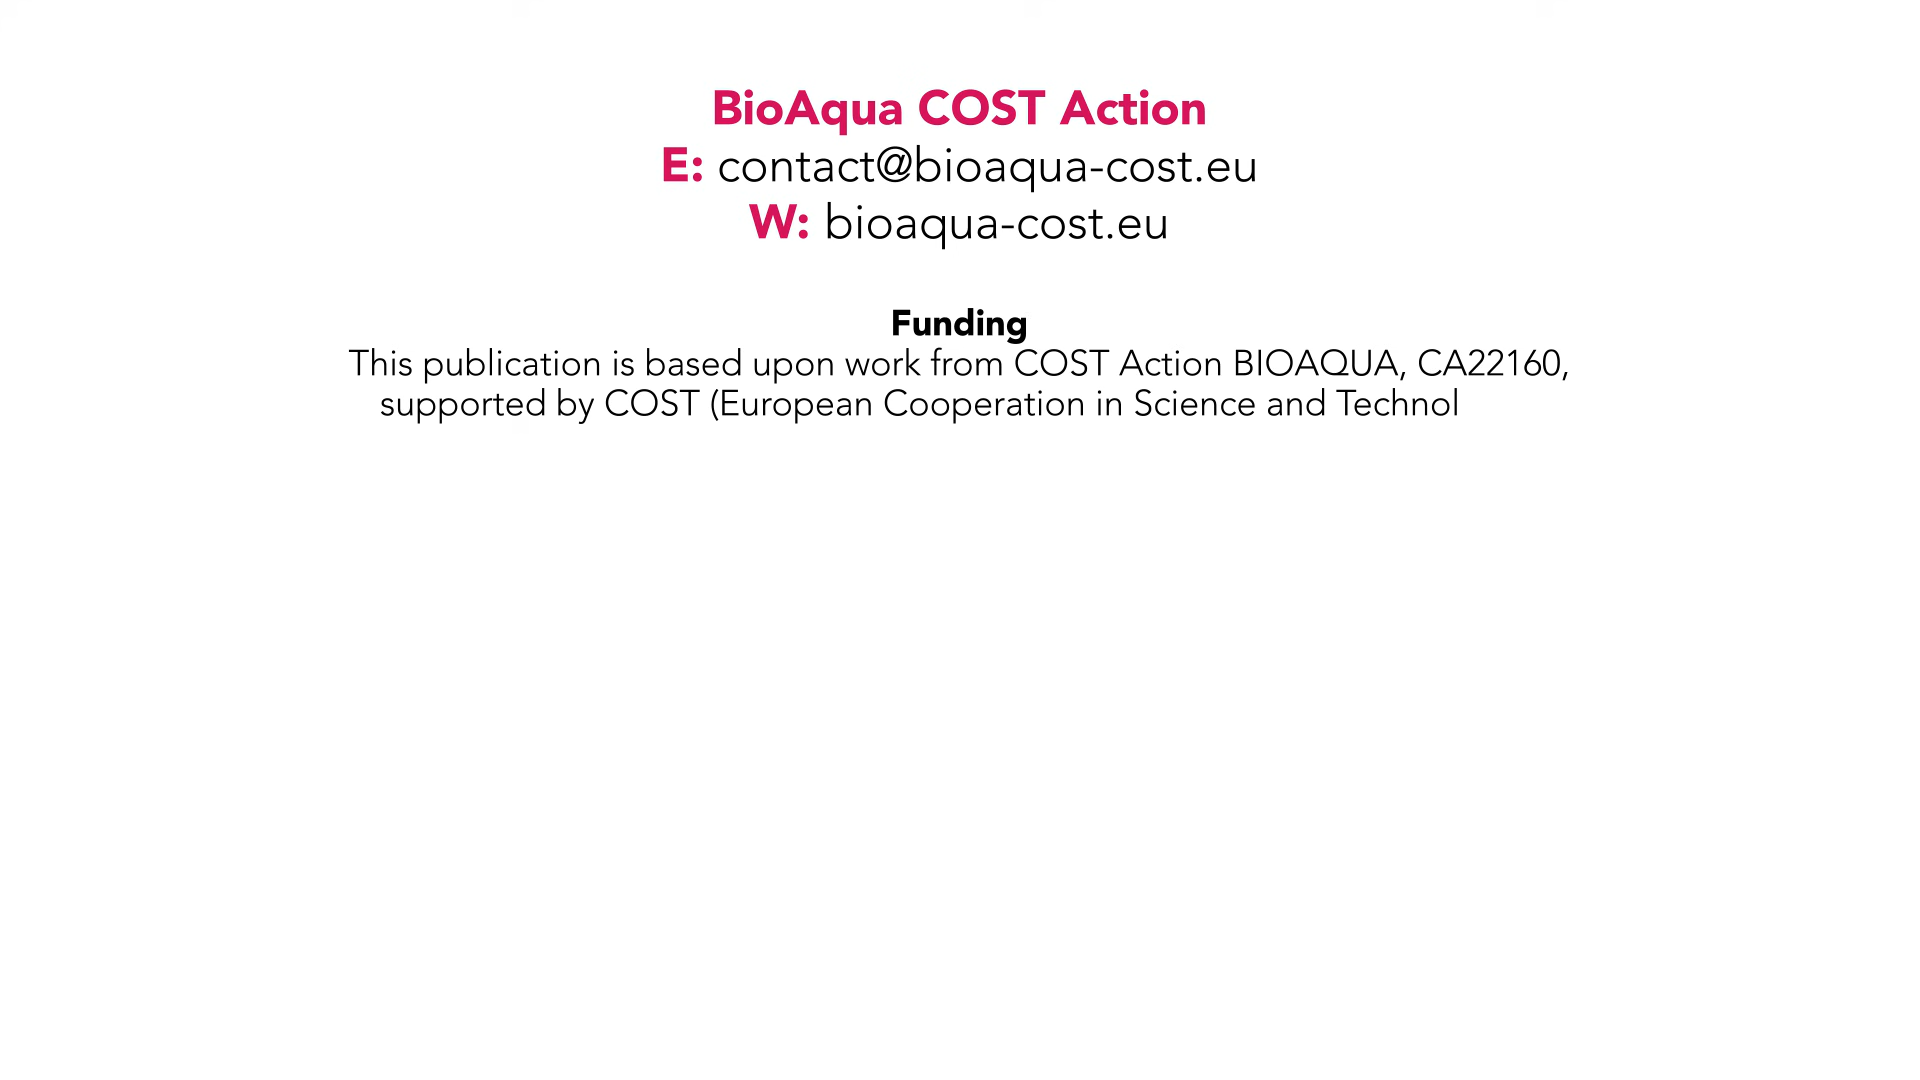 BioAqua COST Action
E: contact@bioaqua-cost.eu
W: bioaqua-cost.eu
Funding
This publication is based upon work from COST Action BIOAQUA, CA22160,
supported by COST (European Cooperation in Science and Technol